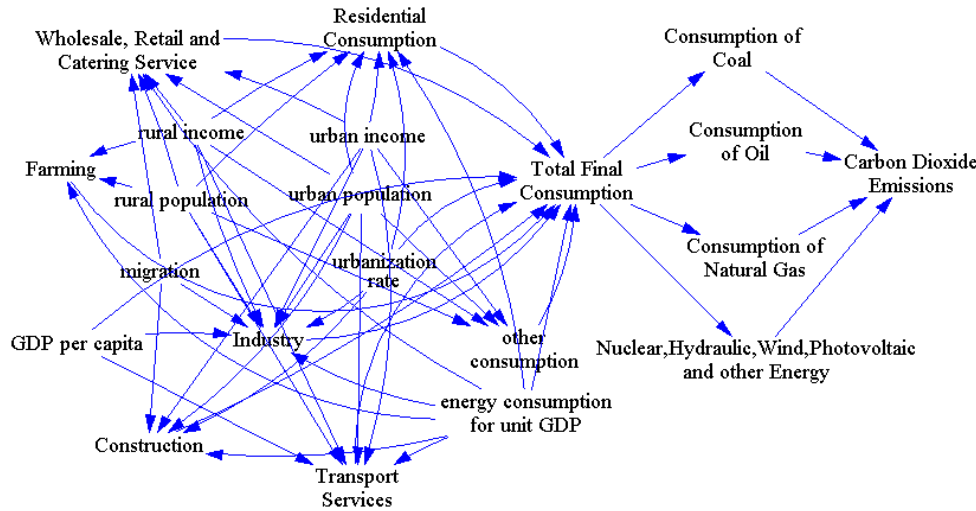 Residential
Consumption
Wholesale, Retail and
Catering Service
Consumption of
Coal
rural income
urban income
Consumption
of Oil
Farming
Total Final
Consumption
Carbon Dioxide
Emissions
rural population
urban population
migration
urbanization
rate
Consumption of
Natural Gas
GDP per capita
Industry
other
consumption
Nuclear,Hydraulic,Wind,Photovoltaic
and other Energy
energy consumption
for unit GDP
Construction
Transport
Services